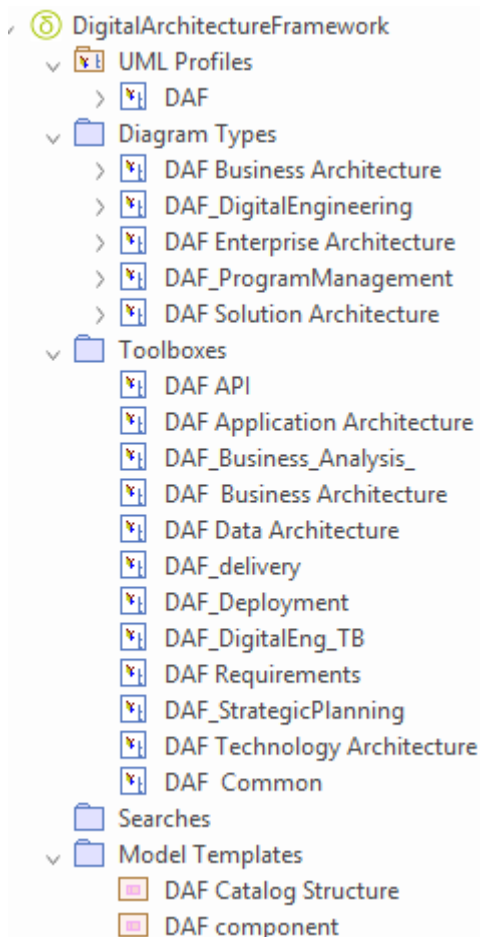 DigitalArchitectureFramework
UML Profiles
DAF
Diagram Types
DAF Business Architecture
DAF_DigitalEngineering
DAF Enterprise Architecture
DAF_ProgramManagement
DAF Solution Architecture
Toolboxes
DAF API
DAF Application Architecture
DAF_Business_Analysis_
DAF  Business Architecture
DAF Data Architecture
DAF_delivery
DAF_Deployment
DAF_DigitalEng_TB
DAF Requirements
DAF_StrategicPlanning
DAF Technology Architecture
DAF  Common
Searches
Model Templates
DAF Catalog Structure
DAF component